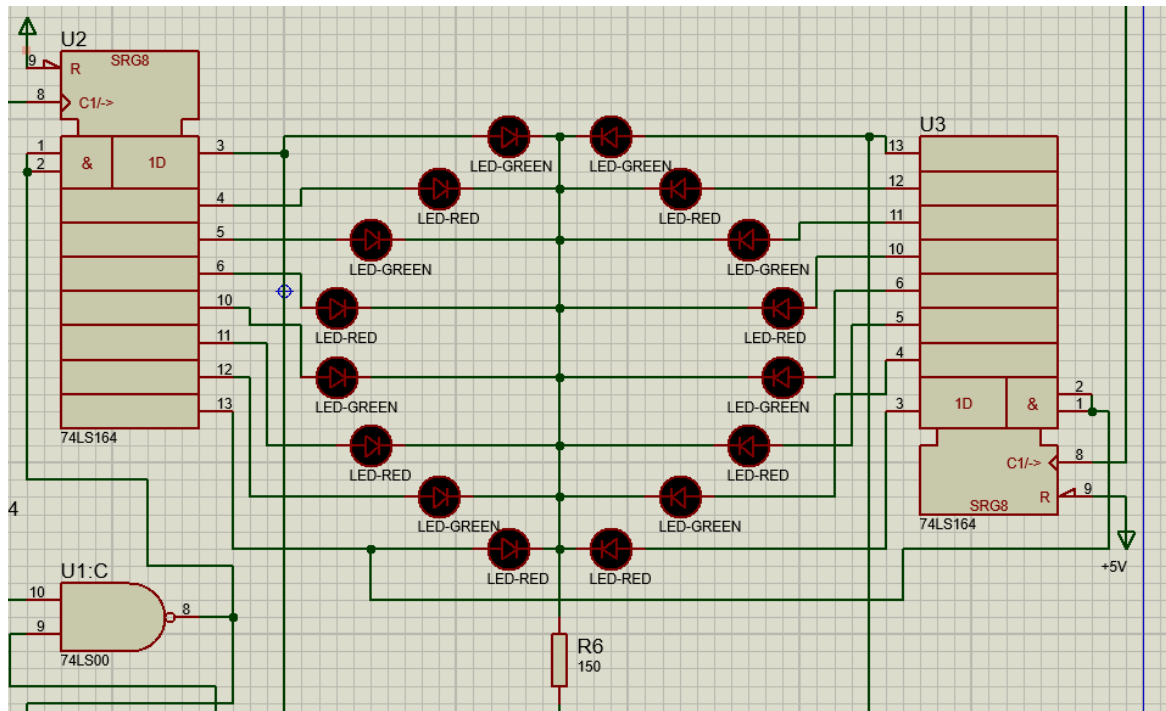 U2
SRG8
9
R
8
C1/->
1
2
&
1D
3
4
5
6
10
11
12
13
74LS164
LED-GREEN
LED-GREEN
LED-RED
LED-RED
LED-GREEN
LED-GREEN
LED-RED
LED-RED
LED-GREEN
LED-GREEN
LED-RED
LED-RED
LED-GREEN
LED-GREEN
LED-RED
LED-RED
U3
13
12
11
10
6
5
4
3
1D
&
2
1
C1/->
8
R
9
SRG8
74LS164
+5V
4
U1:C
10
9
8
74LS00
R6
150